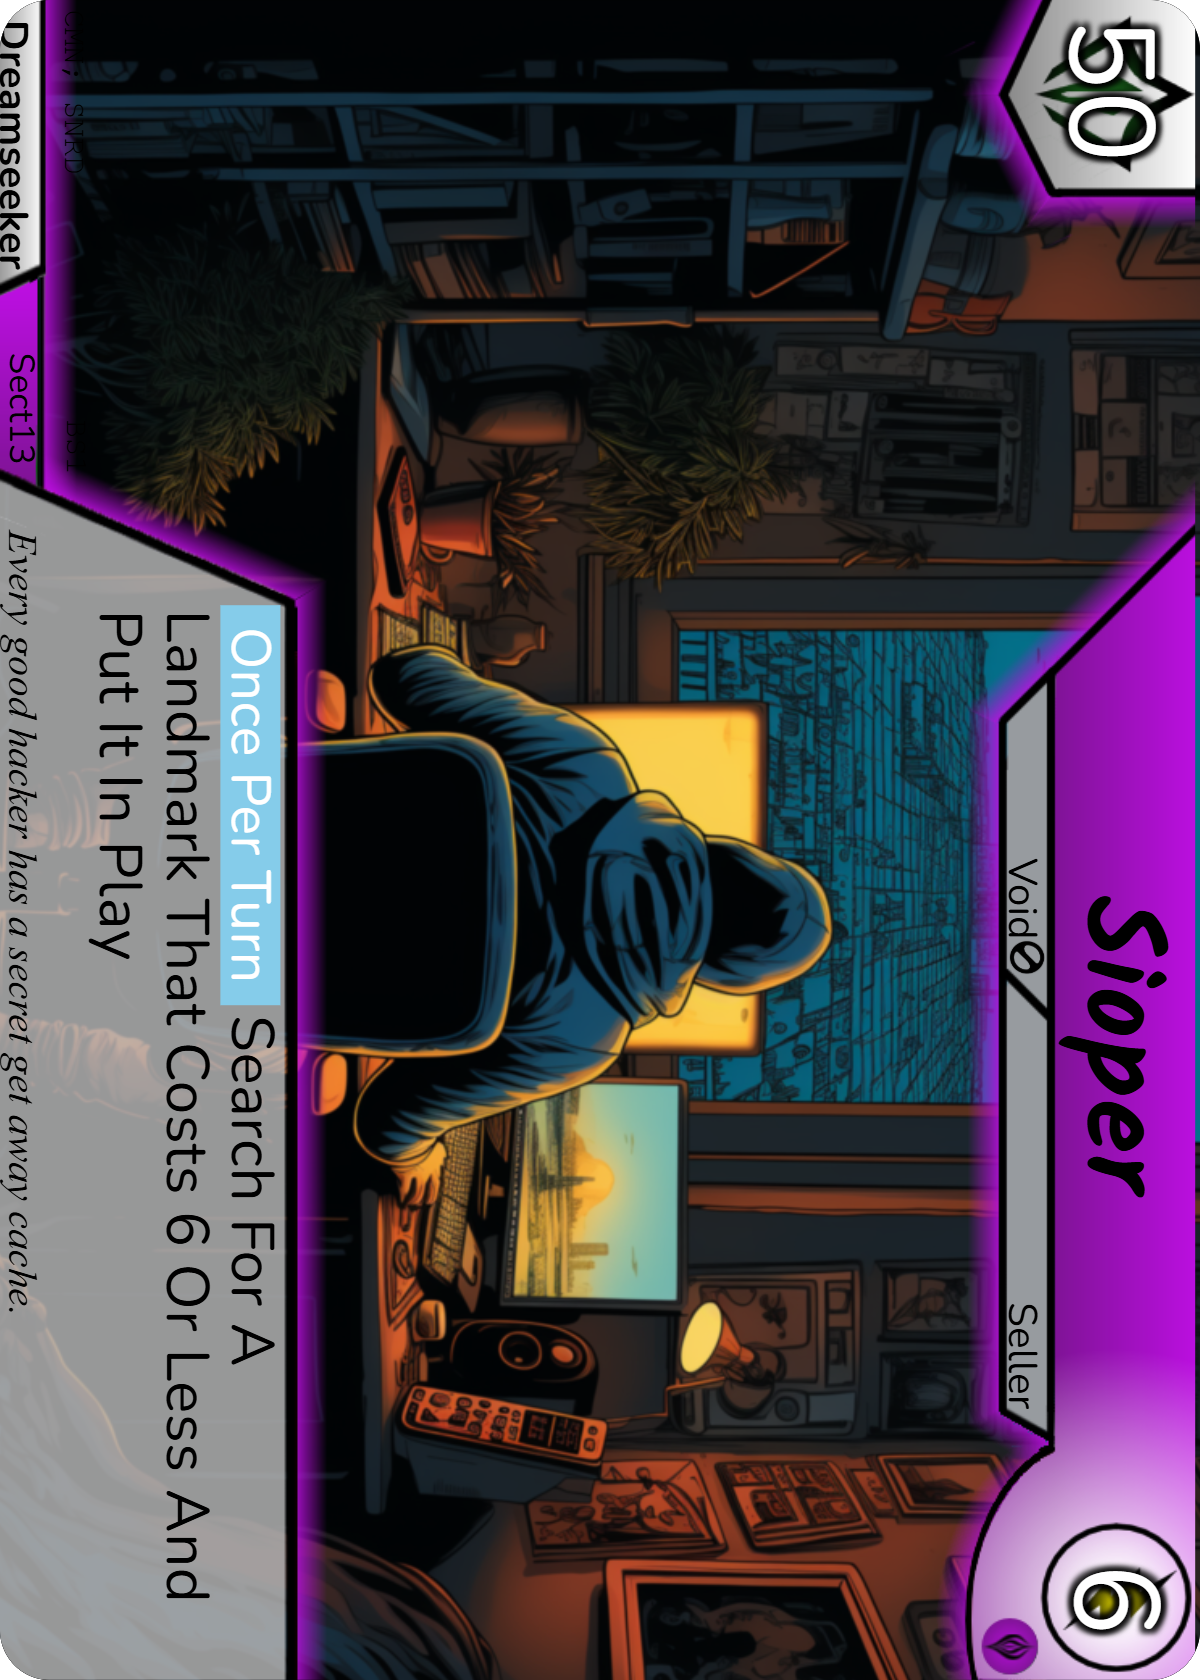 50
Sioper
6
Void
Seller
Once Per Turn Search For A
Landmark That Costs 6 Or Less And
Put It In Play
Every good hacker has a secret get away cache.
Dreamseeker
Sect13